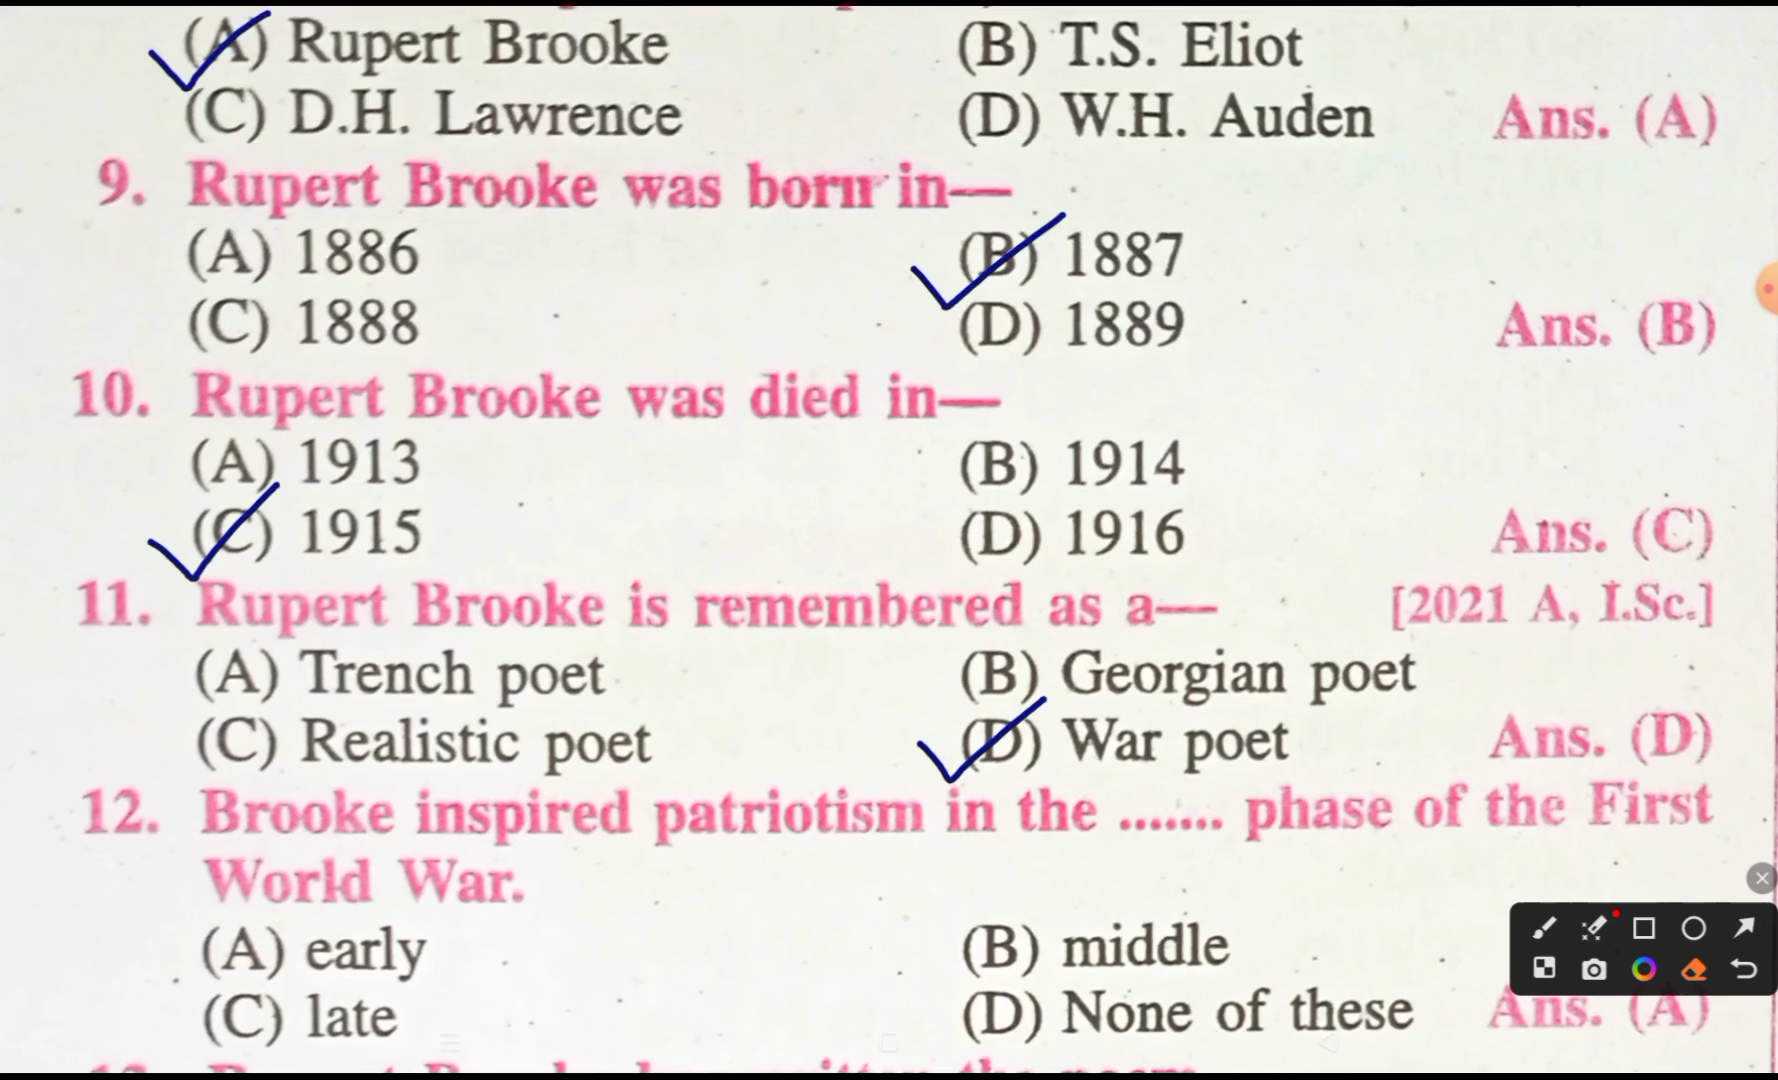 (A) Rupert Brooke (B) T.S. Eliot
(C) D.H. Lawrence (D) W.H. Auden Ans. (A)
9. Rupert Brooke was born in—
(A) 1886 (B) 1887
(C) 1888 (D) 1889 Ans. (B)
10. Rupert Brooke was died in—
(A) 1913 (B) 1914
(C) 1915 (D) 1916 Ans. (C)
11. Rupert Brooke is remembered as a— [2021 A, I.Sc.]
(A) Trench poet (B) Georgian poet
(C) Realistic poet (D) War poet Ans. (D)
12. Brooke inspired patriotism in the ....... phase of the First
World War.
(A) early (B) middle
(C) late (D) None of these Ans. (A)